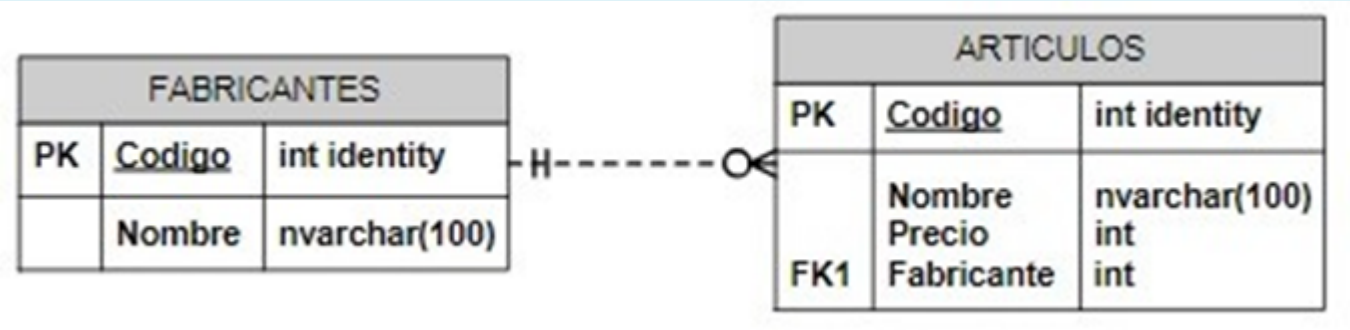 FABRICANTES
PK Codigo int identity
Nombre nvarchar(100)
ARTICULOS
PK Codigo int identity
Nombre nvarchar(100)
Precio int
FK1 Fabricante int